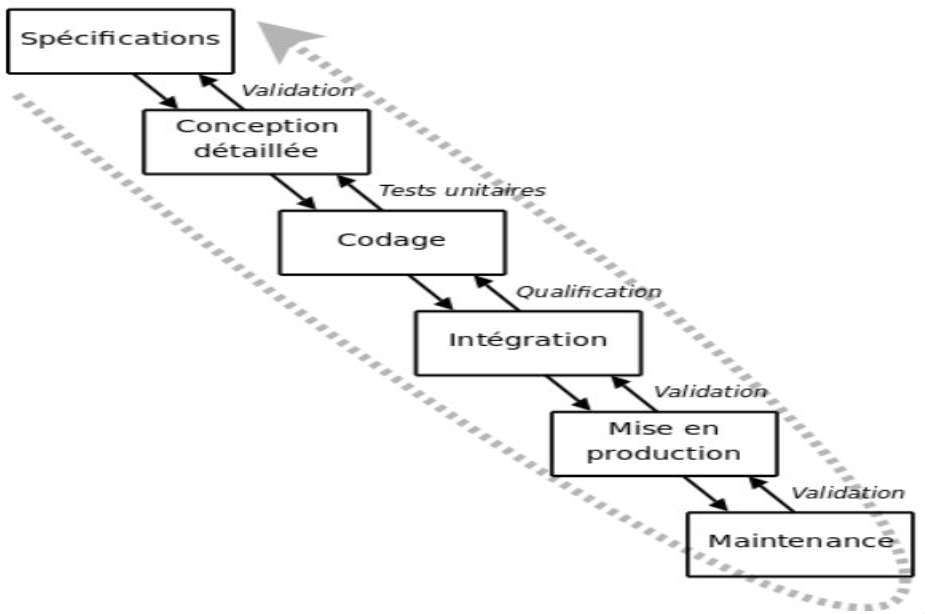 Spécifications
Validation
Conception
détaillée
Tests unitaires
Codage
Qualification
Intégration
Validation
Mise en
production
Validation
Maintenance